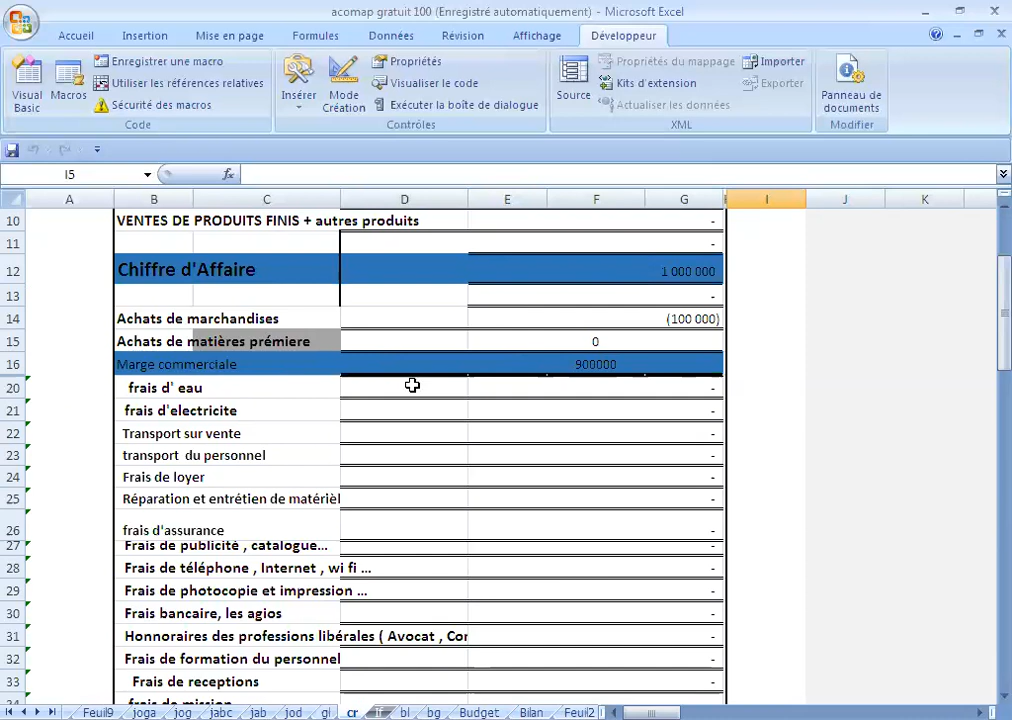 acomap gratuit 100 (Enregistré automatiquement) - Microsoft Excel
Accueil Insertion Mise en page Formules Données Révision Affichage Développeur
Visual Basic
Macros
Enregistrer une macro
Utiliser les références relatives
Sécurité des macros
Code
Insérer
Mode Création
Propriétés
Visualiser le code
Exécuter la boîte de dialogue
Contrôles
Source
Propriétés du mappage
Kits d'extension
Actualiser les données
Importer
Exporter
XML
Panneau de documents
Modifier
I5 fx
A B C D E F G I J K
10 VENTES DE PRODUITS FINIS + autres produits -
11 -
12 Chiffre d'Affaire 1 000 000
13 -
14 Achats de marchandises (100 000)
15 Achats de matières prémiere 0
16 Marge commerciale 900000
20 frais d' eau -
21 frais d'electricite -
22 Transport sur vente -
23 transport du personnel -
24 Frais de loyer -
25 Réparation et entrétien de matérièl -
26 frais d'assurance -
27 Frais de publicité , catalogue... -
28 Frais de téléphone , Internet , wi fi ... -
29 Frais de photocopie et impression ... -
30 Frais bancaire, les agios -
31 Honnoraires des professions libérales ( Avocat , Cor -
32 Frais de formation du personnel -
33 Frais de receptions -
frais de mission
Feuil9 joga jog jabc jab jod gl cr tf bl bg Budget Bilan Feuil2